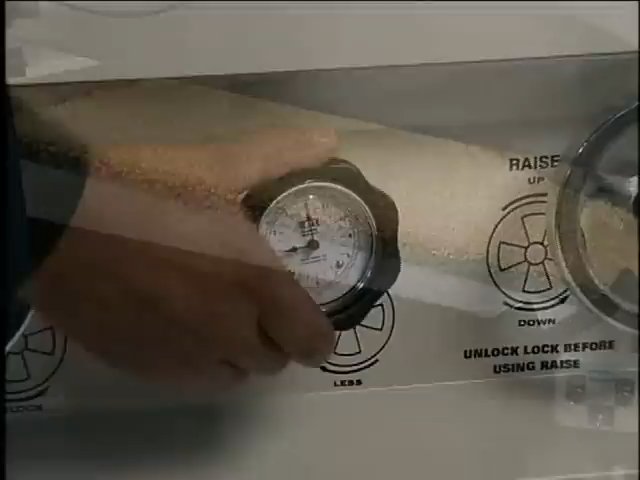 RAISE
UP
DOWN
LESS
UNLOCK LOCK BEFORE
USING RAISE